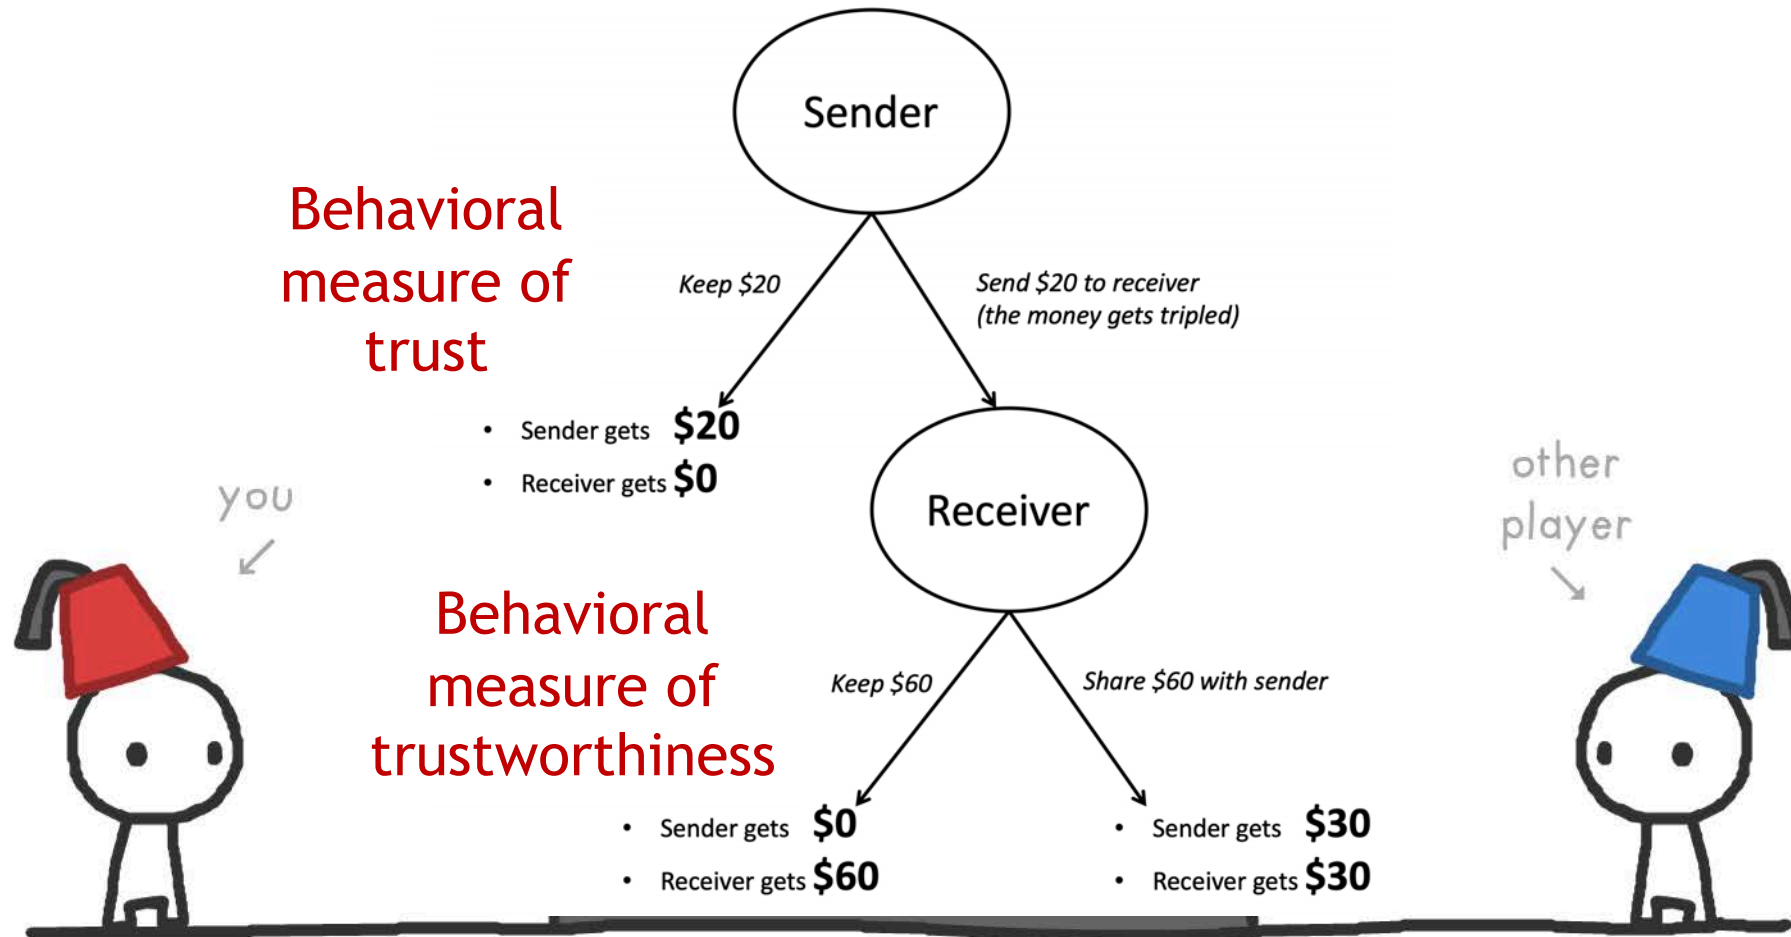 Sender
Behavioral
measure of
trust
Keep $20
Send $20 to receiver
(the money gets tripled)
• Sender gets $20
• Receiver gets $0
you
other
player
Receiver
Behavioral
measure of
trustworthiness
Keep $60
Share $60 with sender
• Sender gets $0
• Receiver gets $60
• Sender gets $30
• Receiver gets $30